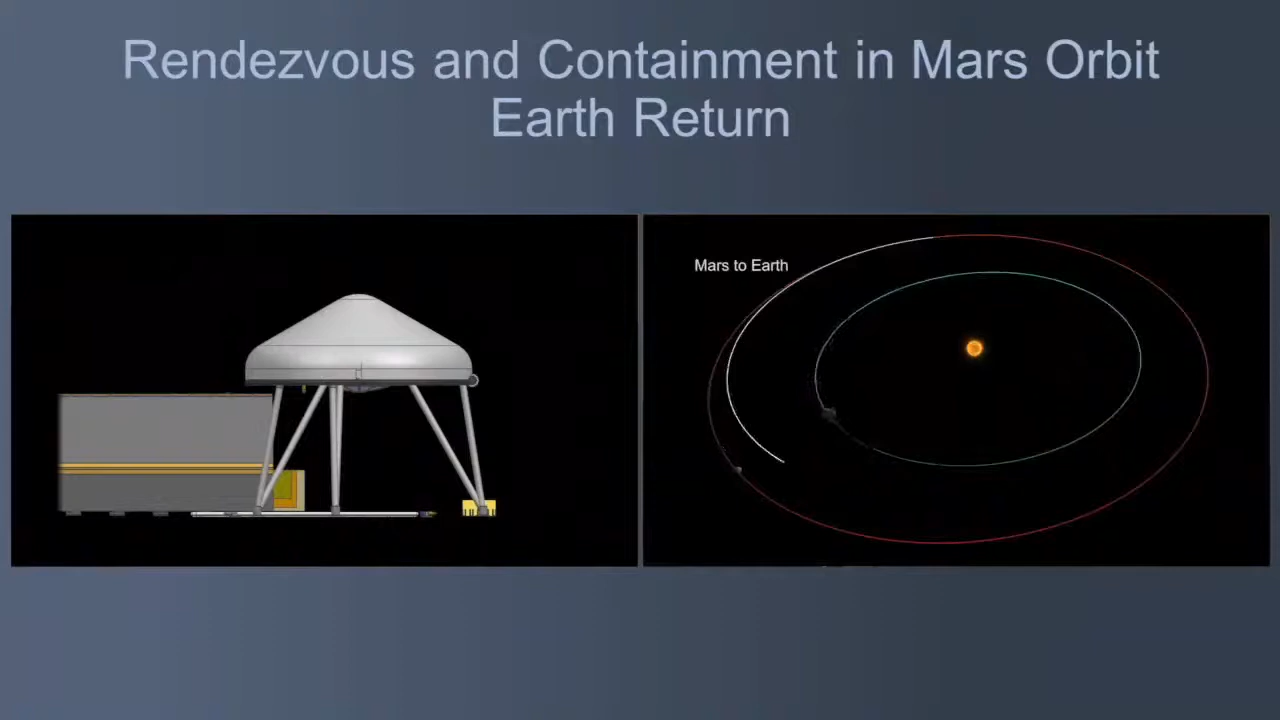 Rendezvous and Containment in Mars Orbit
Earth Return
Mars to Earth